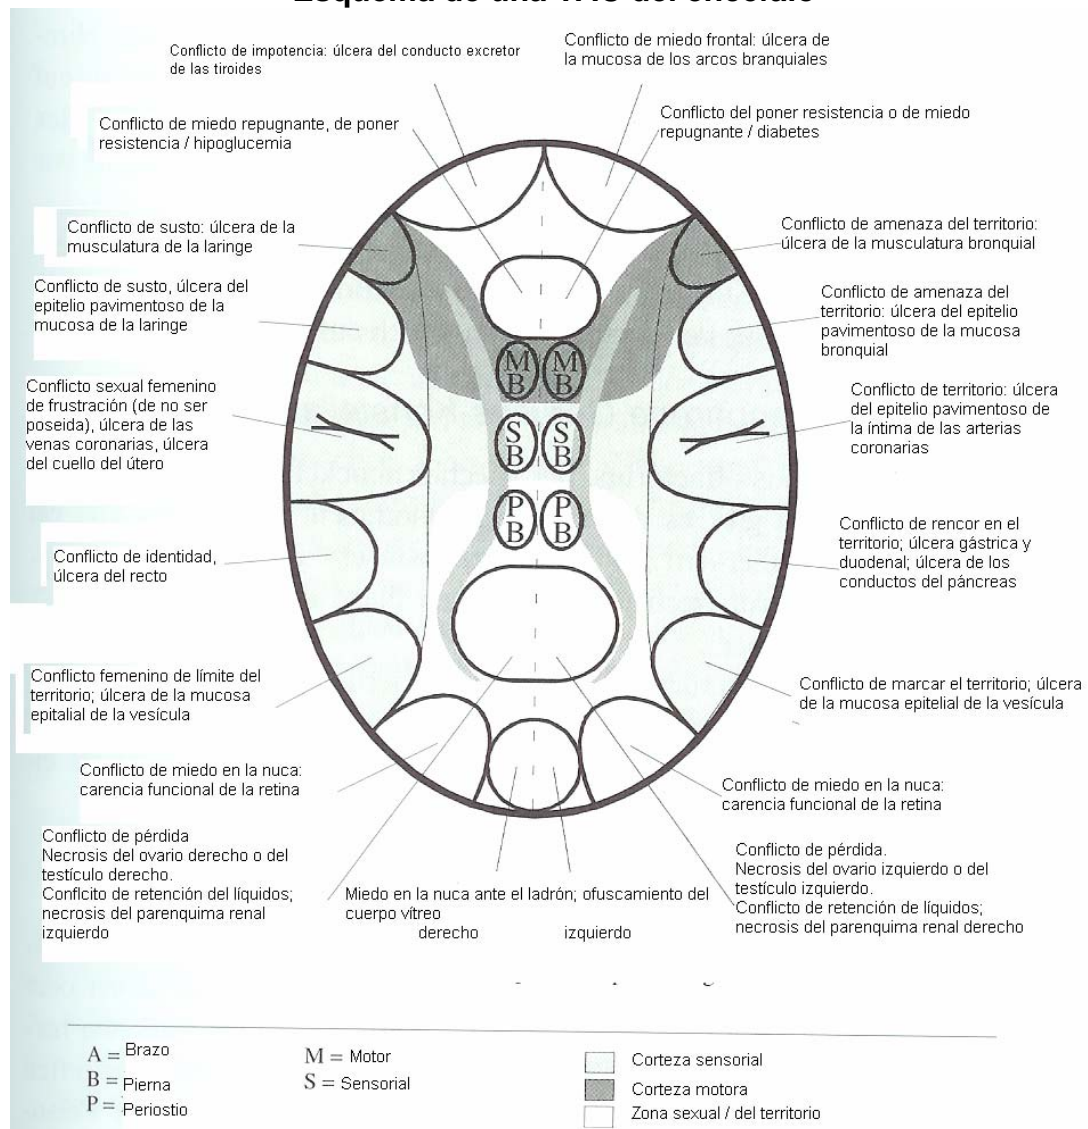 Esquema de una TAC del encéfalo
Conflicto de impotencia: úlcera del conducto excretor
de las tiroides
Conflicto de miedo frontal: úlcera de
la mucosa de los arcos branquiales
Conflicto de miedo repugnante, de poner
resistencia / hipoglucemia
Conflicto del poner resistencia o de miedo
repugnante / diabetes
Conflicto de susto: úlcera de la
musculatura de la laringe
Conflicto de amenaza del territorio:
úlcera de la musculatura bronquial
Conflicto de susto, úlcera del
epitelio pavimentoso de la
mucosa de la laringe
Conflicto de amenaza del
territorio: úlcera del epitelio
pavimentoso de la mucosa
bronquial
Conflicto sexual femenino
de frustración (de no ser
poseida), úlcera de las
venas coronarias, úlcera
del cuello del útero
Conflicto de territorio: úlcera
del epitelio pavimentoso de
la íntima de las arterias
coronarias
M M
B B
S S
B B
P P
B B
Conflicto de identidad,
úlcera del recto
Conflicto de rencor en el
territorio; úlcera gástrica y
duodenal; úlcera de los
conductos del páncreas
Conflicto femenino de límite del
territorio; úlcera de la mucosa
epitalial de la vesícula
Conflicto de marcar el territorio; úlcera
de la mucosa epitelial de la vesícula
Conflicto de miedo en la nuca:
carencia funcional de la retina
Conflicto de miedo en la nuca:
carencia funcional de la retina
Conflicto de pérdida
Necrosis del ovario derecho o del
testículo derecho.
Conflcito de retención del líquidos;
necrosis del parenquima renal
izquierdo
Miedo en la nuca ante el ladrón; ofuscamiento del
cuerpo vítreo
derecho izquierdo
Conflicto de pérdida.
Necrosis del ovario izquierdo o del
testículo izquierdo.
Conflicto de retención de líquidos;
necrosis del parenquima renal derecho
A = Brazo
B = Pierna
P = Periostio
M = Motor
S = Sensorial
Corteza sensorial
Corteza motora
Zona sexual / del territorio